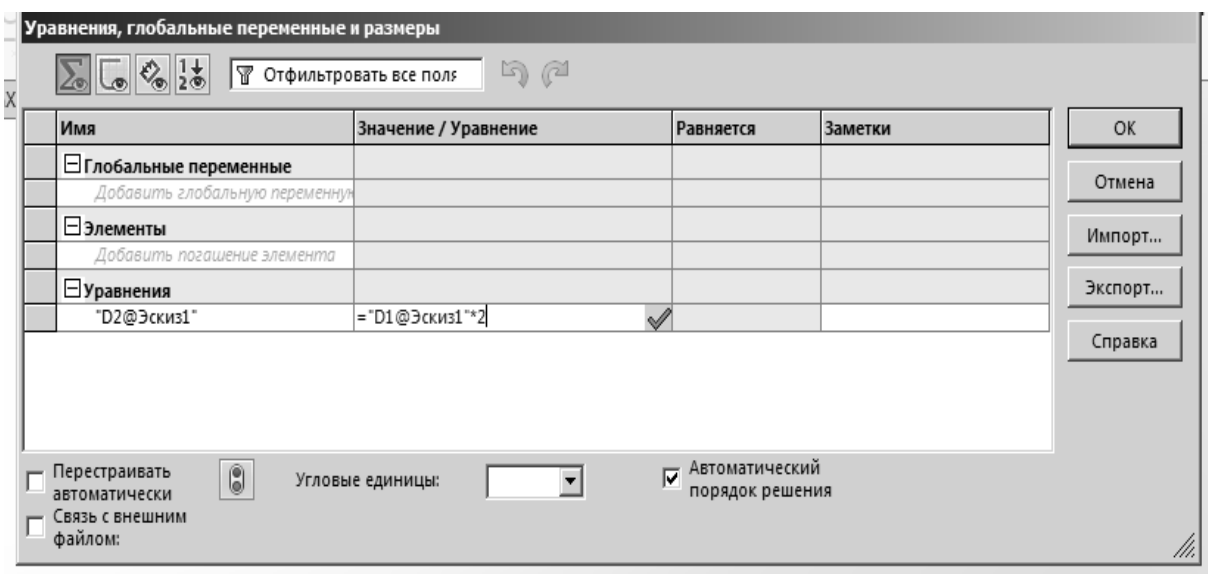 Уравнения, глобальные переменные и размеры
Отфильтровать все поля
Имя Значение / Уравнение Равняется Заметки
Глобальные переменные
Добавить глобальную переменную
Элементы
Добавить погашение элемента
Уравнения
"D2@Эскиз1" ="D1@Эскиз1"*2
OK
Отмена
Импорт...
Экспорт...
Справка
Перестраивать
автоматически
Угловые единицы:
Автоматический
порядок решения
Связь с внешним
файлом: